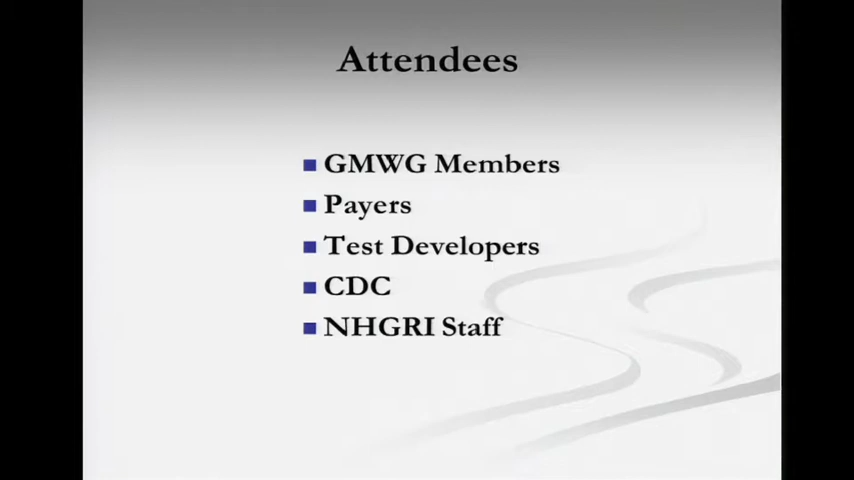 Attendees
GMWG Members
Payers
Test Developers
CDC
NHGRI Staff